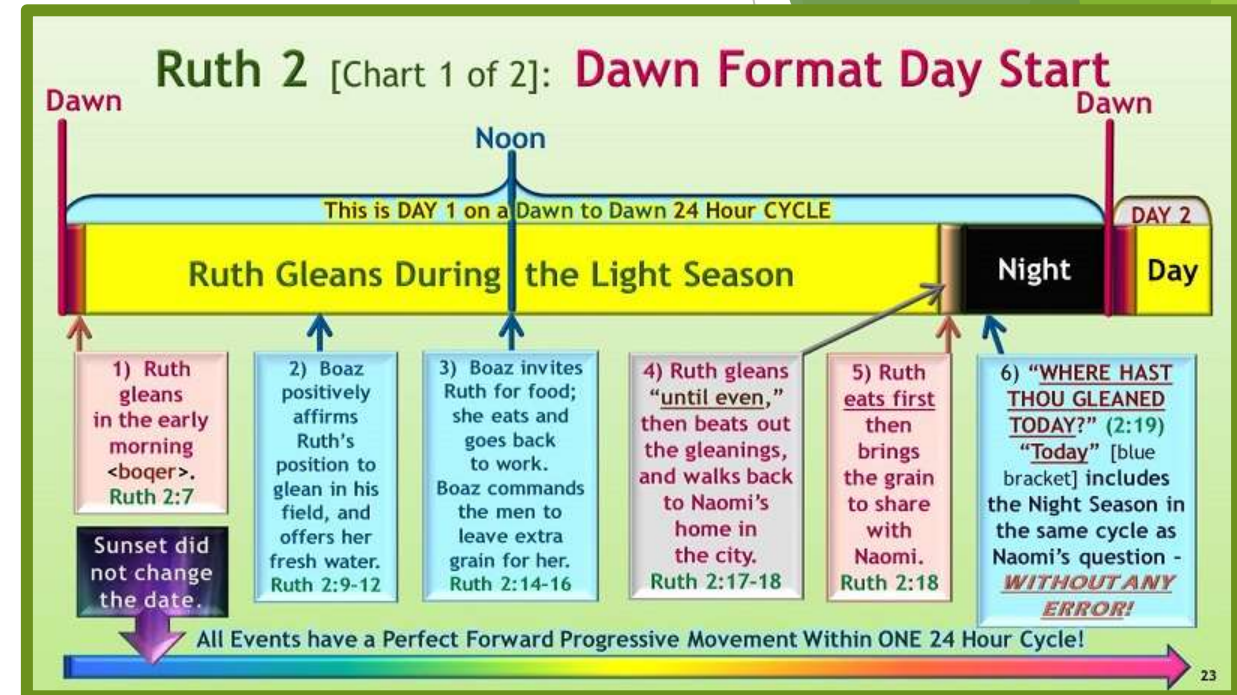 Ruth 2 [Chart 1 of 2]: Dawn Format Day Start
Dawn
Dawn
Noon
This is DAY 1 on a Dawn to Dawn 24 Hour CYCLE
DAY 2
Ruth Gleans During the Light Season
Night
Day
1) Ruth
gleans
in the early
morning
<boqer>.
Ruth 2:7
2) Boaz
positively
affirms
Ruth's
position to
glean in his
field, and
offers her
fresh water.
Ruth 2:9-12
3) Boaz invites
Ruth for food;
she eats and
goes back
to work.
Boaz commands
the men to
leave extra
grain for her.
Ruth 2:14-16
4) Ruth gleans
"until even,"
then beats out
the gleanings,
and walks back
to Naomi's
home in
the city.
Ruth 2:17-18
5) Ruth
eats first
then
brings
the grain
to share
with
Naomi.
Ruth 2:18
6) "WHERE HAST
THOU GLEANED
TODAY?" (2:19)
"Today" [blue
bracket] includes
the Night Season in
the same cycle as
Naomi's question -
WITHOUT ANY
ERROR!
Sunset did
not change
the date.
All Events have a Perfect Forward Progressive Movement Within ONE 24 Hour Cycle!
23